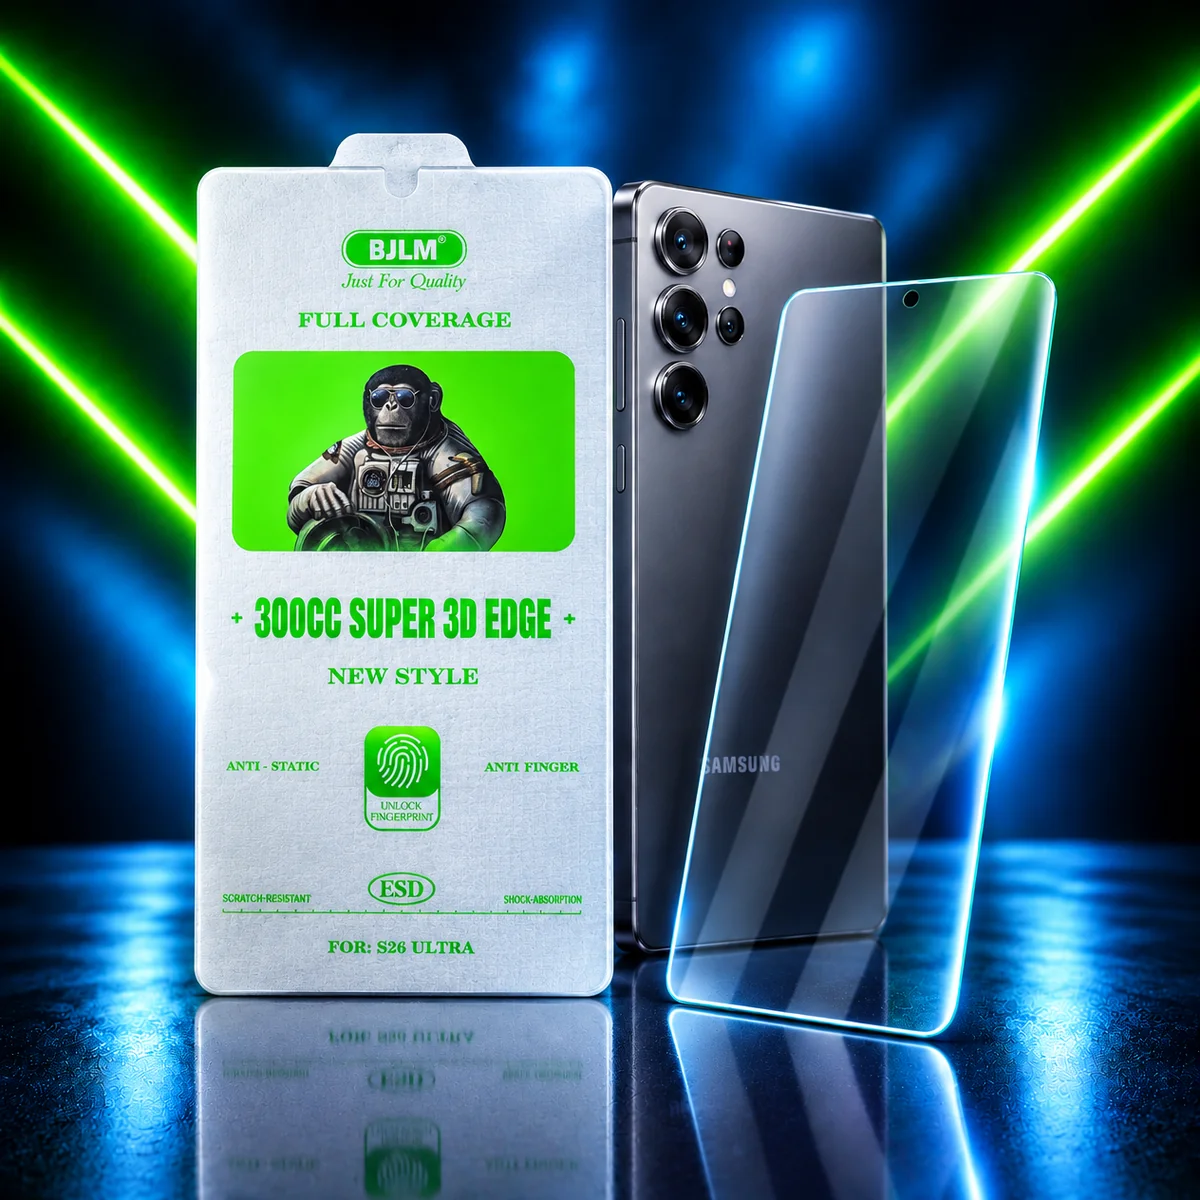 BJLM®
Just For Quality
FULL COVERAGE
+ 300CC SUPER 3D EDGE +
NEW STYLE
ANTI - STATIC
ANTI FINGER
UNLOCK
FINGERPRINT
ESD
SCRATCH-RESISTANT
SHOCK-ABSORPTION
FOR: S26 ULTRA
SAMSUNG